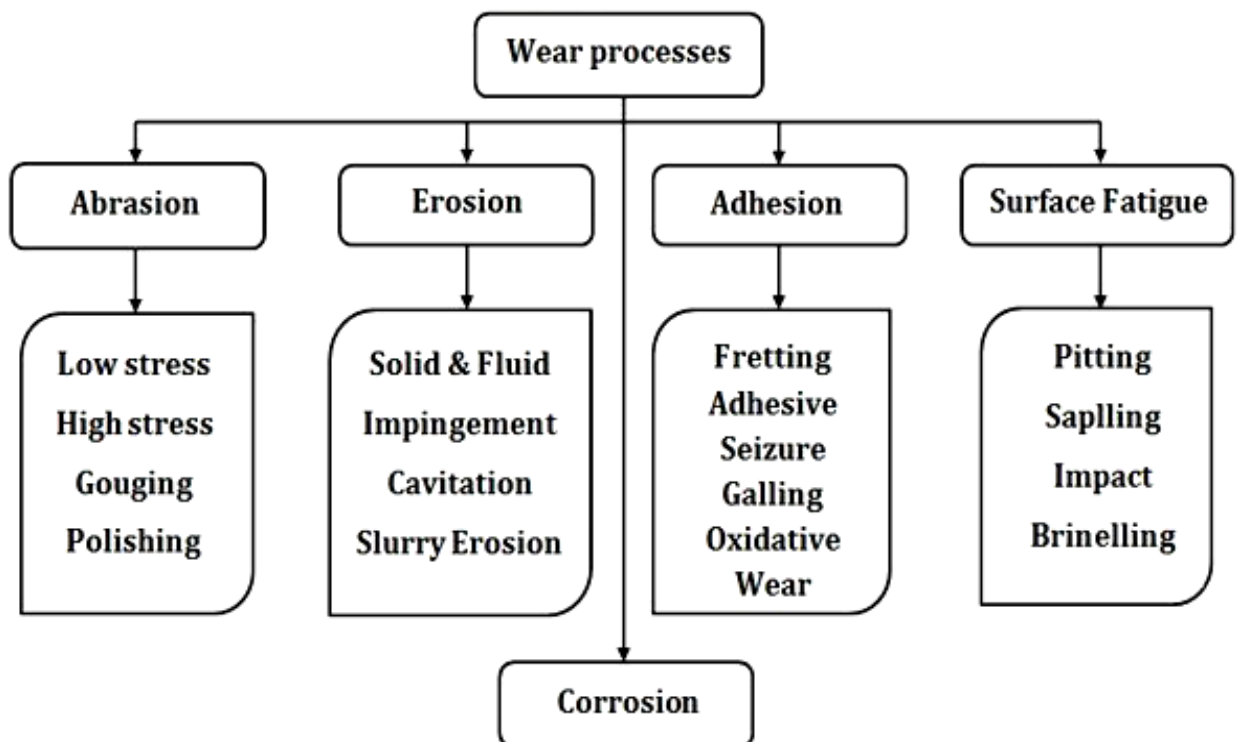 Wear processes
Abrasion
Erosion
Adhesion
Surface Fatigue
Low stress
High stress
Gouging
Polishing
Solid & Fluid
Impingement
Cavitation
Slurry Erosion
Fretting
Adhesive
Seizure
Galling
Oxidative
Wear
Pitting
Saplling
Impact
Brinelling
Corrosion